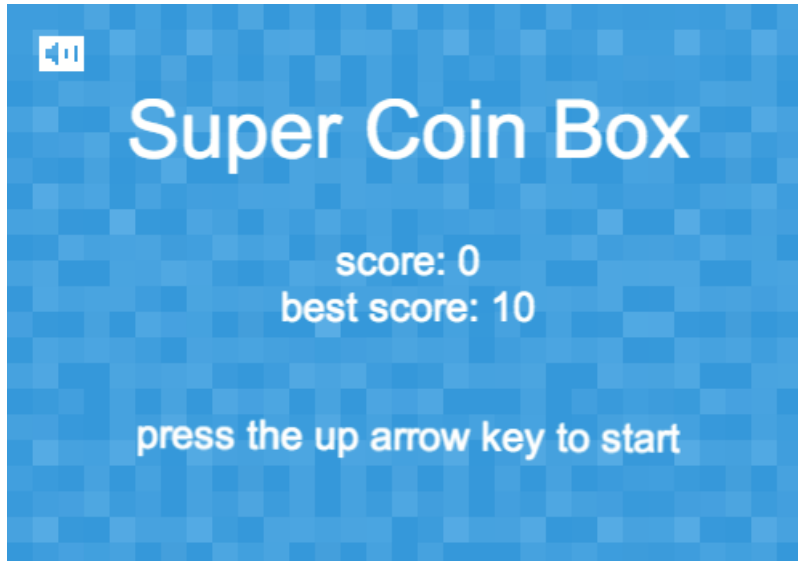 Super Coin Box
score: 0
best score: 10
press the up arrow key to start